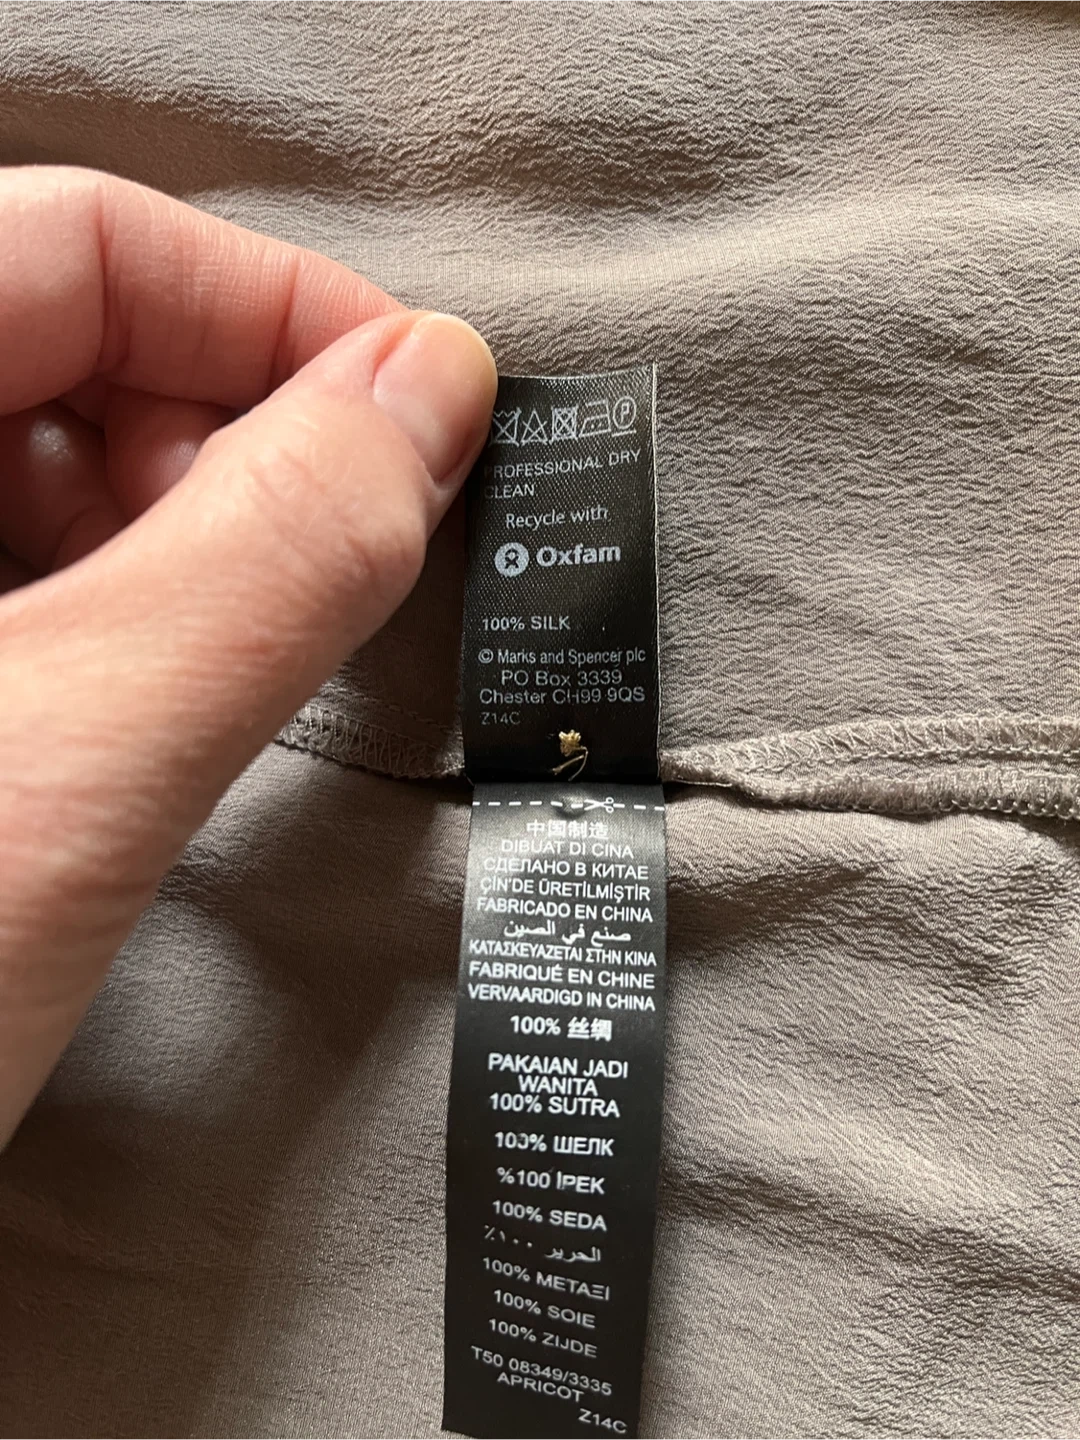 P
PROFESSIONAL DRY
CLEAN
Recycle with
Oxfam
100% SILK
© Marks and Spencer plc
PO Box 3339
Chester CH99 9QS
Z14C
中国制造
DIBUAT DI CINA
СДЕЛАНО В КИТАЕ
ÇİN'DE ÜRETİLMİŞTİR
FABRICADO EN CHINA
صنع في الصين
ΚΑΤΑΣΚΕΥΑΖΕΤΑΙ ΣΤΗΝ ΚΙΝΑ
FABRIQUÉ EN CHINE
VERVAARDIGD IN CHINA
100% 丝绸
PAKAIAN JADI
WANITA
100% SUTRA
100% ШЕЛК
%100 İPEK
100% SEDA
الحرير ١٠٠٪
100% ΜΕΤΑΞΙ
100% SOIE
100% ZIJDE
T50 08349/3335
APRICOT
Z14C